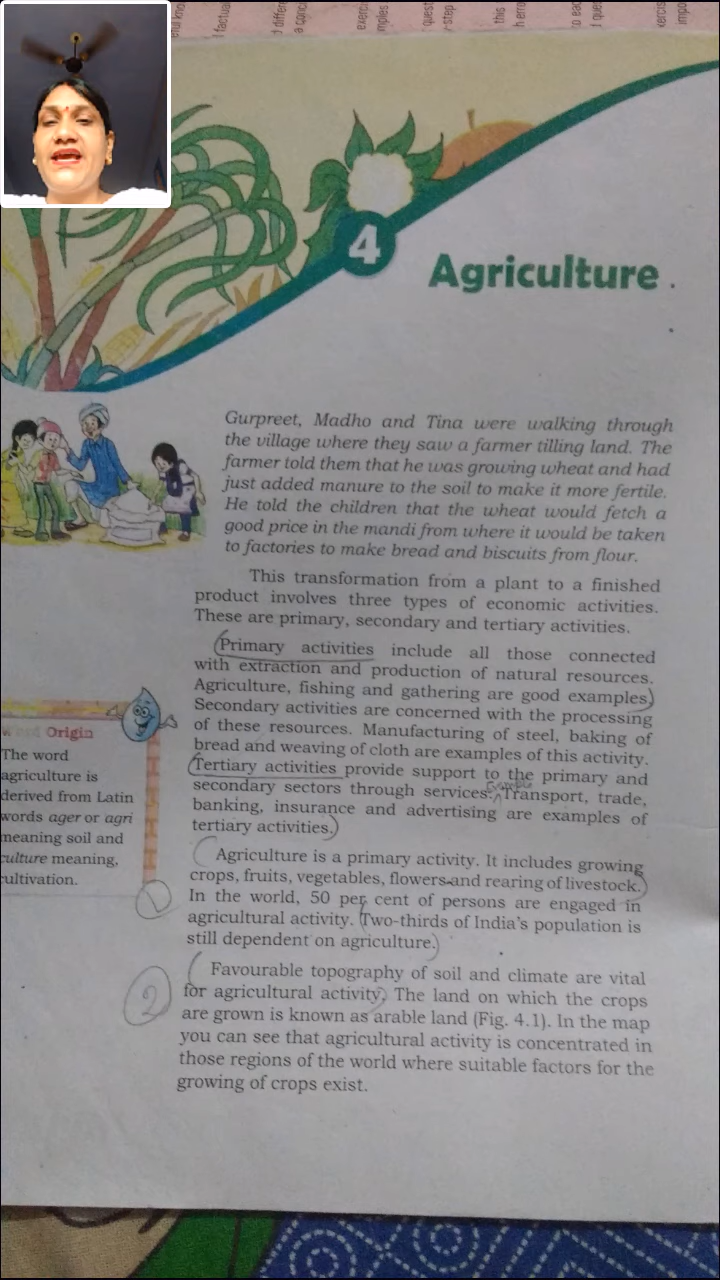 4
Agriculture
Gurpreet, Madho and Tina were walking through
the village where they saw a farmer tilling land. The
farmer told them that he was growing wheat and had
just added manure to the soil to make it more fertile.
He told the children that the wheat would fetch a
good price in the mandi from where it would be taken
to factories to make bread and biscuits from flour.
This transformation from a plant to a finished
product involves three types of economic activities.
These are primary, secondary and tertiary activities.
Primary activities include all those connected
with extraction and production of natural resources.
Agriculture, fishing and gathering are good examples.
Secondary activities are concerned with the processing
of these resources. Manufacturing of steel, baking of
bread and weaving of cloth are examples of this activity.
Tertiary activities provide support to the primary and
secondary sectors through services. Transport, trade,
banking, insurance and advertising are examples of
tertiary activities.
Word Origin
The word
agriculture is
derived from Latin
words ager or agri
meaning soil and
culture meaning,
cultivation.
Agriculture is a primary activity. It includes growing
crops, fruits, vegetables, flowers and rearing of livestock.
1
In the world, 50 per cent of persons are engaged in
agricultural activity. Two-thirds of India's population is
still dependent on agriculture.
2
Favourable topography of soil and climate are vital
for agricultural activity. The land on which the crops
are grown is known as arable land (Fig. 4.1). In the map
you can see that agricultural activity is concentrated in
those regions of the world where suitable factors for the
growing of crops exist.